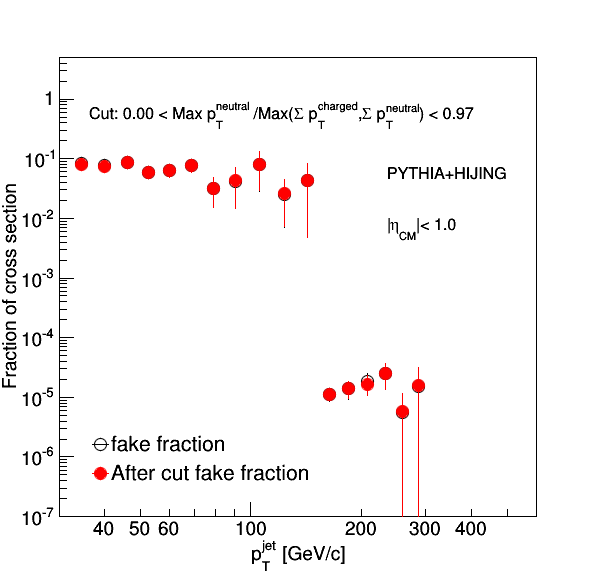 Cut: 0.00 < Max p_T^neutral /Max(Σ p_T^charged, Σ p_T^neutral) < 0.97
PYTHIA+HIJING
|η_CM|< 1.0
Fraction of cross section
1
10^-1
10^-2
10^-3
10^-4
10^-5
10^-6
10^-7
fake fraction
After cut fake fraction
40 50 60 100 200 300 400
p_T^jet [GeV/c]